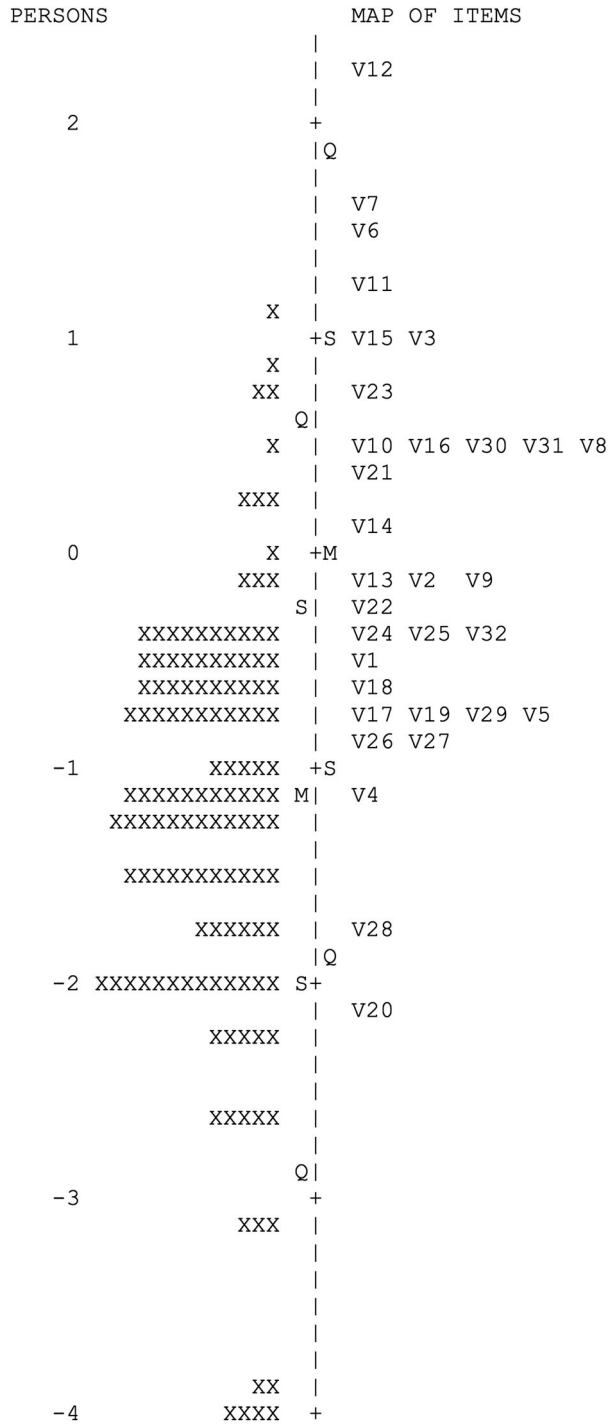 PERSONS MAP OF ITEMS
|
| V12
|
2 +
|Q
|
| V7
| V6
|
| V11
X |
1 +S V15 V3
X |
XX | V23
Q|
X | V10 V16 V30 V31 V8
| V21
XXX |
| V14
0 X +M
XXX | V13 V2 V9
S| V22
XXXXXXXXXX | V24 V25 V32
XXXXXXXXXX | V1
XXXXXXXXXX | V18
XXXXXXXXXXX | V17 V19 V29 V5
| V26 V27
-1 XXXXX +S
XXXXXXXXXXX M| V4
XXXXXXXXXXXX |
|
XXXXXXXXXXX |
|
XXXXXX | V28
|Q
-2 XXXXXXXXXXXXX S+
| V20
XXXXX |
|
|
XXXXX |
|
Q|
-3 +
XXX |
|
|
|
|
|
XX |
-4 XXXX +